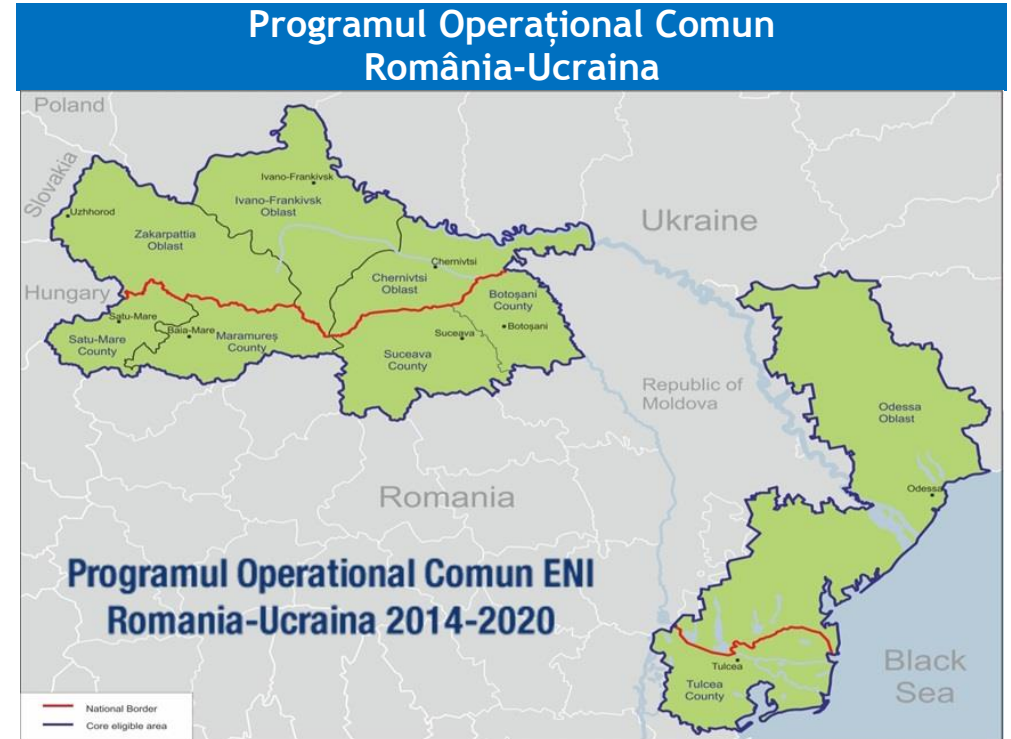 Programul Operațional Comun
România-Ucraina
Poland
Slovakia
Ivano-Frankivsk
Ivano-Frankivsk
Oblast
Uzhhorod
Zakarpattia
Oblast
Ukraine
Chernivtsi
Chernivtsi
Oblast
Hungary
Botoșani
County
Satu-Mare
Baia-Mare
Botoșani
Satu-Mare
County
Maramureș
County
Suceava
Suceava
County
Republic of
Moldova
Odessa
Oblast
Romania
Odessa
Programul Operational Comun ENI
Romania-Ucraina 2014-2020
Tulcea
Tulcea
County
Black
Sea
National Border
Core eligible area